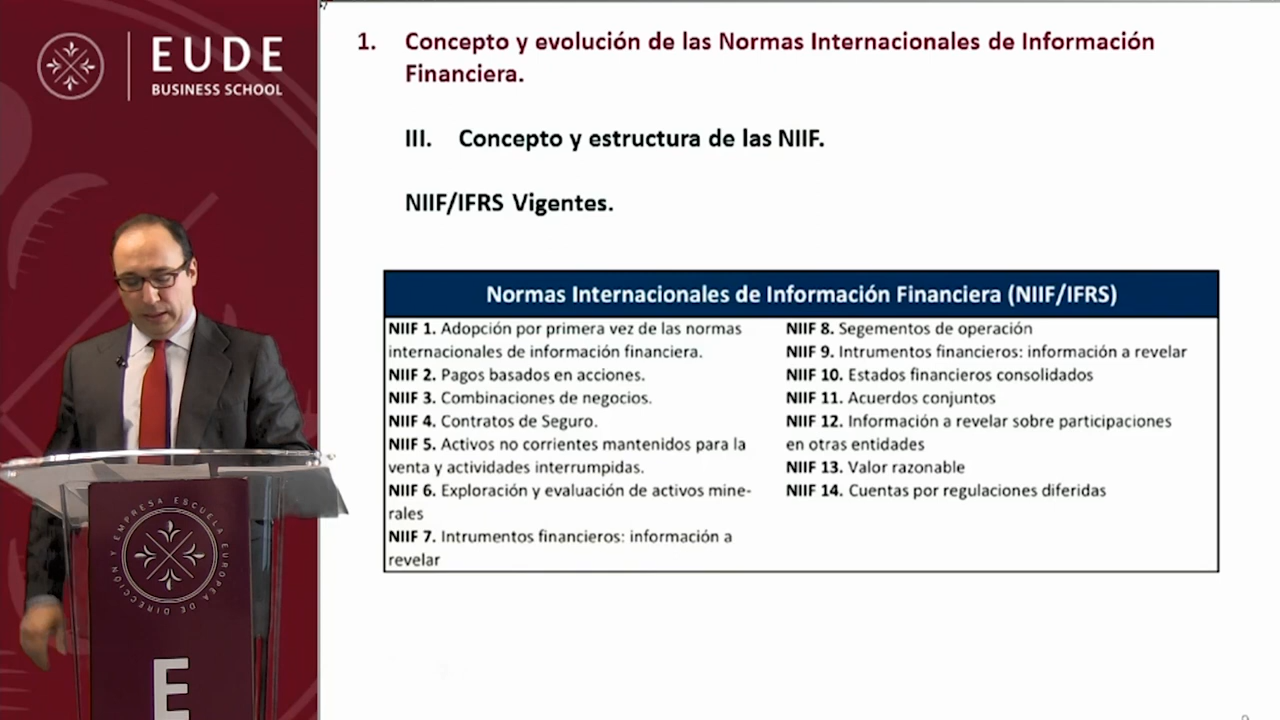 EUDE
BUSINESS SCHOOL
1. Concepto y evolución de las Normas Internacionales de Información
Financiera.
III. Concepto y estructura de las NIIF.
NIIF/IFRS Vigentes.
Normas Internacionales de Información Financiera (NIIF/IFRS)
NIIF 1. Adopción por primera vez de las normas
internacionales de información financiera.
NIIF 2. Pagos basados en acciones.
NIIF 3. Combinaciones de negocios.
NIIF 4. Contratos de Seguro.
NIIF 5. Activos no corrientes mantenidos para la
venta y actividades interrumpidas.
NIIF 6. Exploración y evaluación de activos mine-
rales
NIIF 7. Intrumentos financieros: información a
revelar
NIIF 8. Segementos de operación
NIIF 9. Intrumentos financieros: información a revelar
NIIF 10. Estados financieros consolidados
NIIF 11. Acuerdos conjuntos
NIIF 12. Información a revelar sobre participaciones
en otras entidades
NIIF 13. Valor razonable
NIIF 14. Cuentas por regulaciones diferidas
EMPRESA ESCUELA EUROPEA DE DIRECCIÓN Y
E